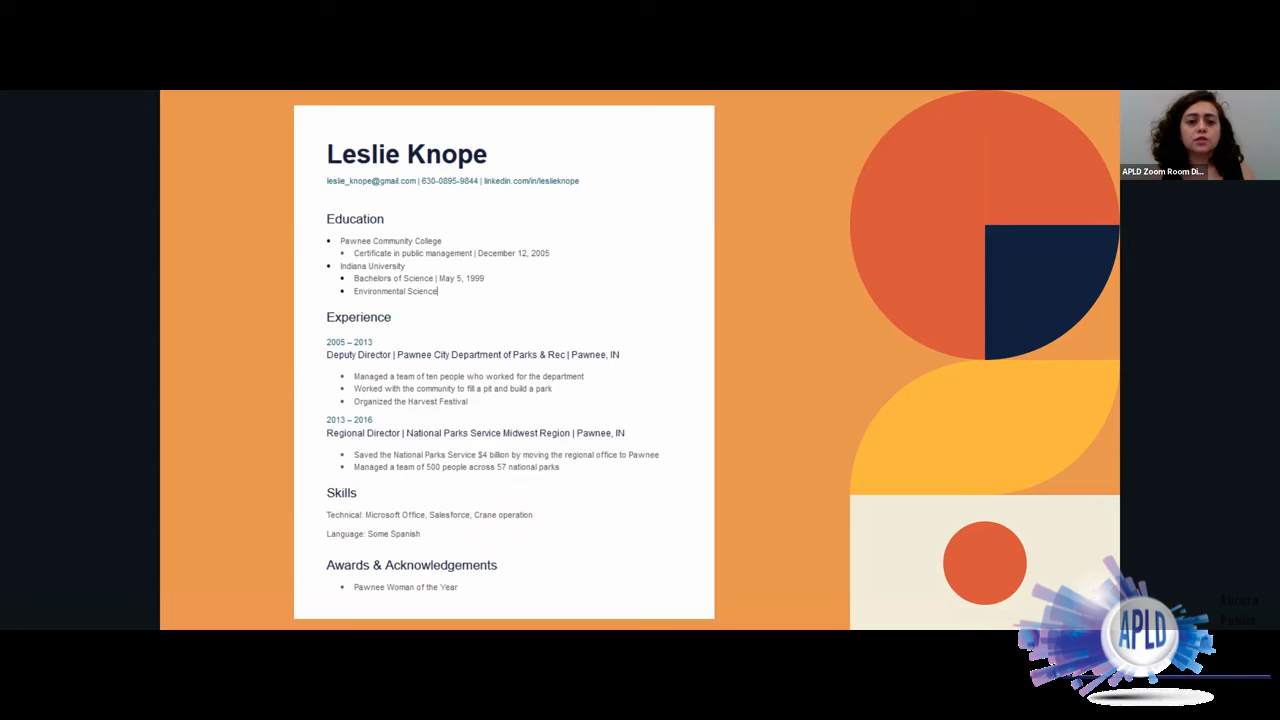 Leslie Knope
leslie_knope@gmail.com | 630-0895-9844 | linkedin.com/in/leslieknope
Education
Pawnee Community College
Certificate in public management | December 12, 2005
Indiana University
Bachelors of Science | May 5, 1999
Environmental Science
Experience
2005 – 2013
Deputy Director | Pawnee City Department of Parks & Rec | Pawnee, IN
Managed a team of ten people who worked for the department
Worked with the community to fill a pit and build a park
Organized the Harvest Festival
2013 – 2016
Regional Director | National Parks Service Midwest Region | Pawnee, IN
Saved the National Parks Service $4 billion by moving the regional office to Pawnee
Managed a team of 500 people across 57 national parks
Skills
Technical: Microsoft Office, Salesforce, Crane operation
Language: Some Spanish
Awards & Acknowledgements
Pawnee Woman of the Year
APLD Zoom Room Di...
Aurora
Public
APLD